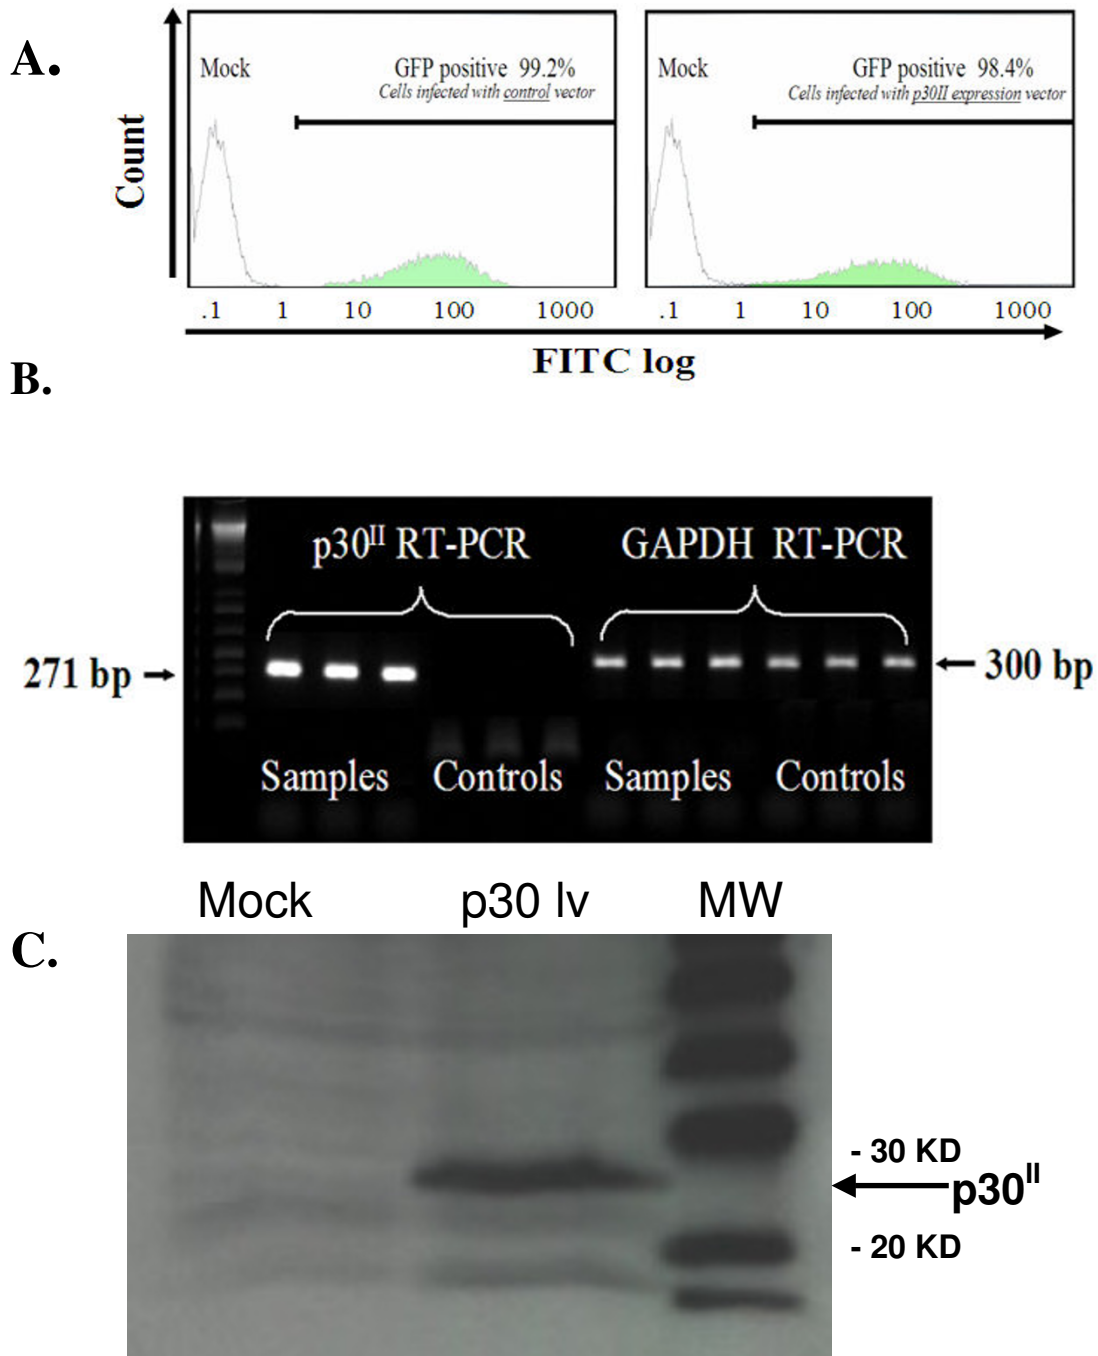 A.
Count
Mock
GFP positive 99.2%
Cells infected with control vector
.1 1 10 100 1000
Mock
GFP positive 98.4%
Cells infected with p30II expression vector
.1 1 10 100 1000
FITC log
B.
p30II RT-PCR
GAPDH RT-PCR
271 bp
300 bp
Samples
Controls
Samples
Controls
C.
Mock
p30 lv
MW
- 30 KD
p30II
- 20 KD